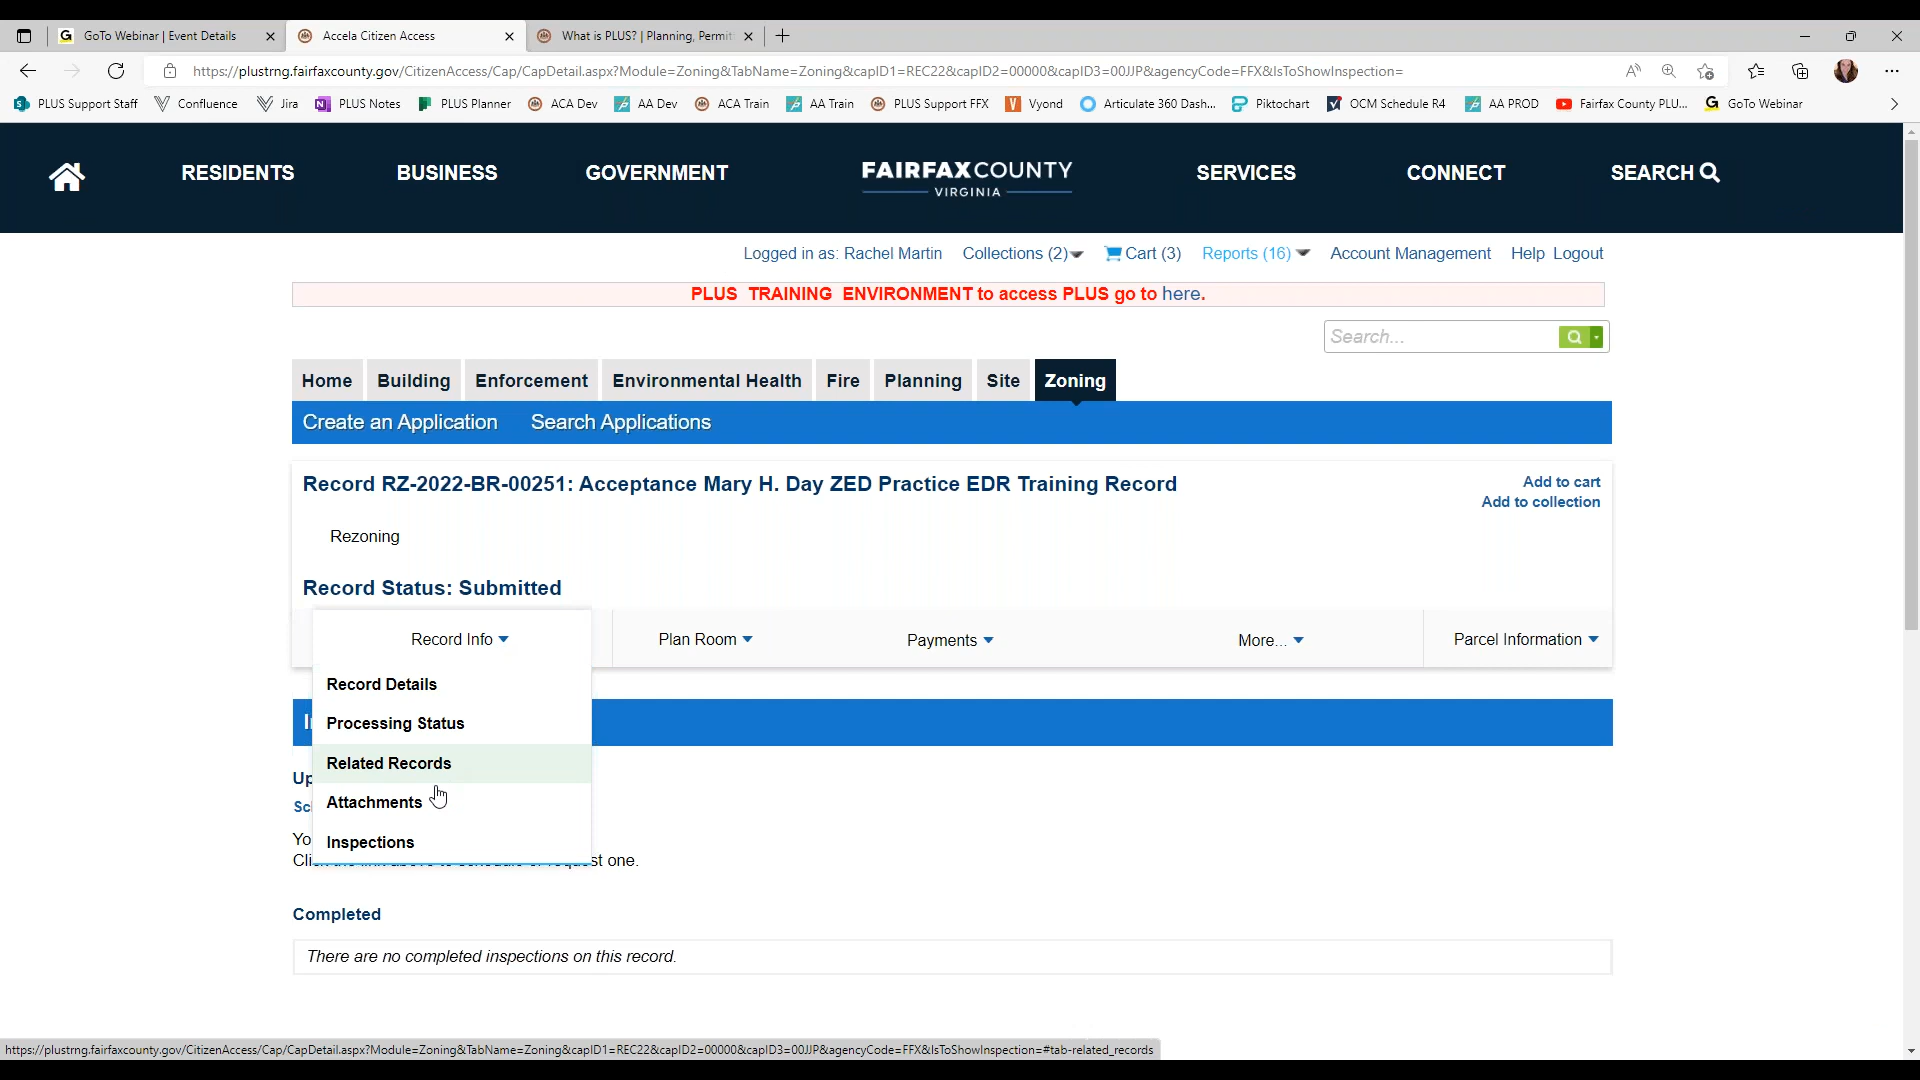 GoTo Webinar | Event Details
Accela Citizen Access
What is PLUS? | Planning, Permit
https://plustrng.fairfaxcounty.gov/CitizenAccess/Cap/CapDetail.aspx?Module=Zoning&TabName=Zoning&capID1=REC22&capID2=00000&capID3=00JJP&agencyCode=FFX&IsToShowInspection=
PLUS Support Staff Confluence Jira PLUS Notes PLUS Planner ACA Dev AA Dev ACA Train AA Train PLUS Support FFX Vyond Articulate 360 Dash... Piktochart OCM Schedule R4 AA PROD Fairfax County PLU... GoTo Webinar
RESIDENTS BUSINESS GOVERNMENT FAIRFAX COUNTY SERVICES CONNECT SEARCH
VIRGINIA
Logged in as: Rachel Martin Collections (2) Cart (3) Reports (16) Account Management Help Logout
PLUS TRAINING ENVIRONMENT to access PLUS go to here.
Search...
Home Building Enforcement Environmental Health Fire Planning Site Zoning
Create an Application Search Applications
Record RZ-2022-BR-00251: Acceptance Mary H. Day ZED Practice EDR Training Record
Add to cart
Add to collection
Rezoning
Record Status: Submitted
Record Info Plan Room Payments More... Parcel Information
Record Details
Processing Status
Related Records
Attachments
Inspections
st one.
Completed
There are no completed inspections on this record.
https://plustrng.fairfaxcounty.gov/CitizenAccess/Cap/CapDetail.aspx?Module=Zoning&TabName=Zoning&capID1=REC22&capID2=00000&capID3=00JJP&agencyCode=FFX&IsToShowInspection=#tab-related_records